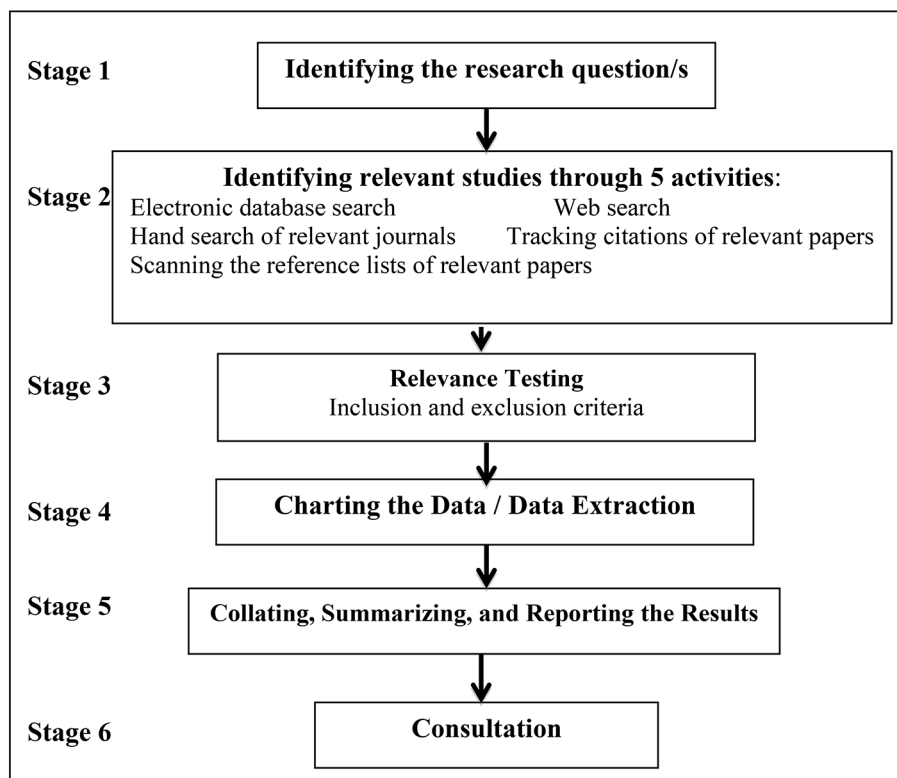 Stage 1
Identifying the research question/s
Stage 2
Identifying relevant studies through 5 activities:
Electronic database search Web search
Hand search of relevant journals Tracking citations of relevant papers
Scanning the reference lists of relevant papers
Stage 3
Relevance Testing
Inclusion and exclusion criteria
Stage 4
Charting the Data / Data Extraction
Stage 5
Collating, Summarizing, and Reporting the Results
Stage 6
Consultation